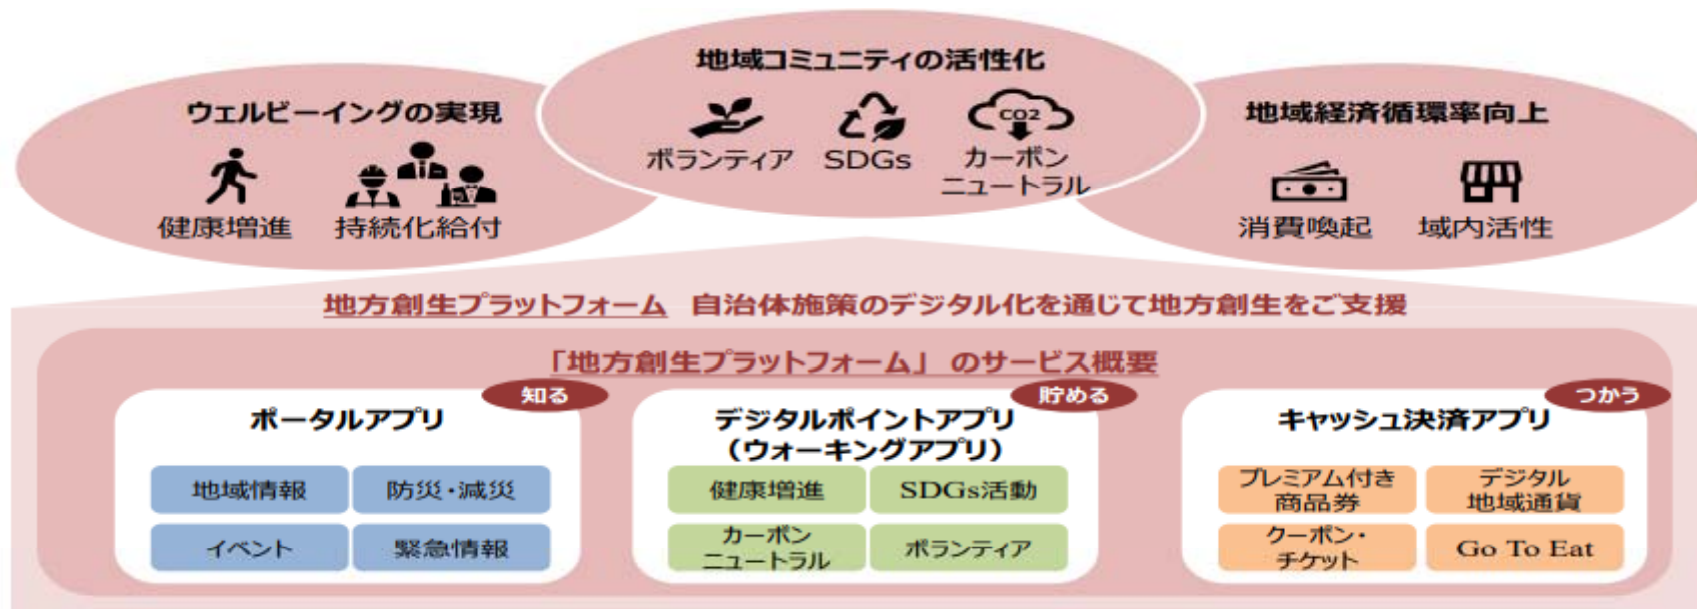 地域コミュニティの活性化
ボランティア
SDGs
CO2
カーボン
ニュートラル
ウェルビーイングの実現
健康増進
持続化給付
地域経済循環率向上
消費喚起
域内活性
地方創生プラットフォーム 自治体施策のデジタル化を通じて地方創生をご支援
「地方創生プラットフォーム」のサービス概要
知る
ポータルアプリ
地域情報
防災・減災
イベント
緊急情報
貯める
デジタルポイントアプリ
（ウォーキングアプリ）
健康増進
SDGs活動
カーボン
ニュートラル
ボランティア
つかう
キャッシュ決済アプリ
プレミアム付き
商品券
デジタル
地域通貨
クーポン・
チケット
Go To Eat